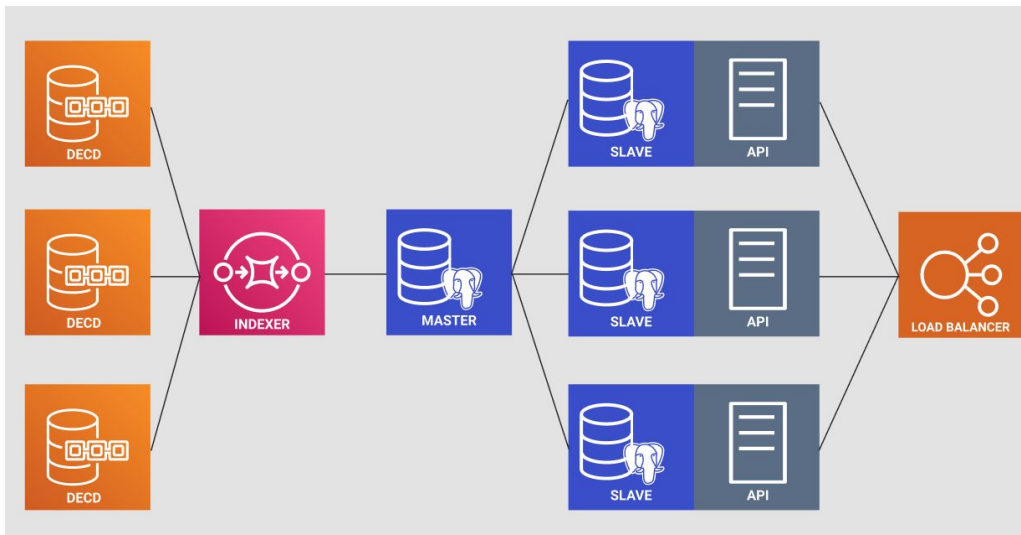 DECD
SLAVE
API
DECD
INDEXER
MASTER
SLAVE
API
LOAD BALANCER
DECD
SLAVE
API